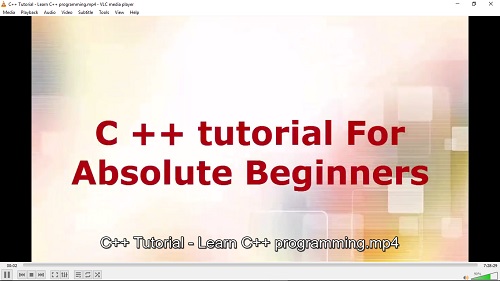 C++ Tutorial - Learn C++ programming.mp4 - VLC media player
Media Playback Audio Video Subtitle Tools View Help
C ++ tutorial For
Absolute Beginners
C++ Tutorial - Learn C++ programming.mp4
00:02
7:28:29